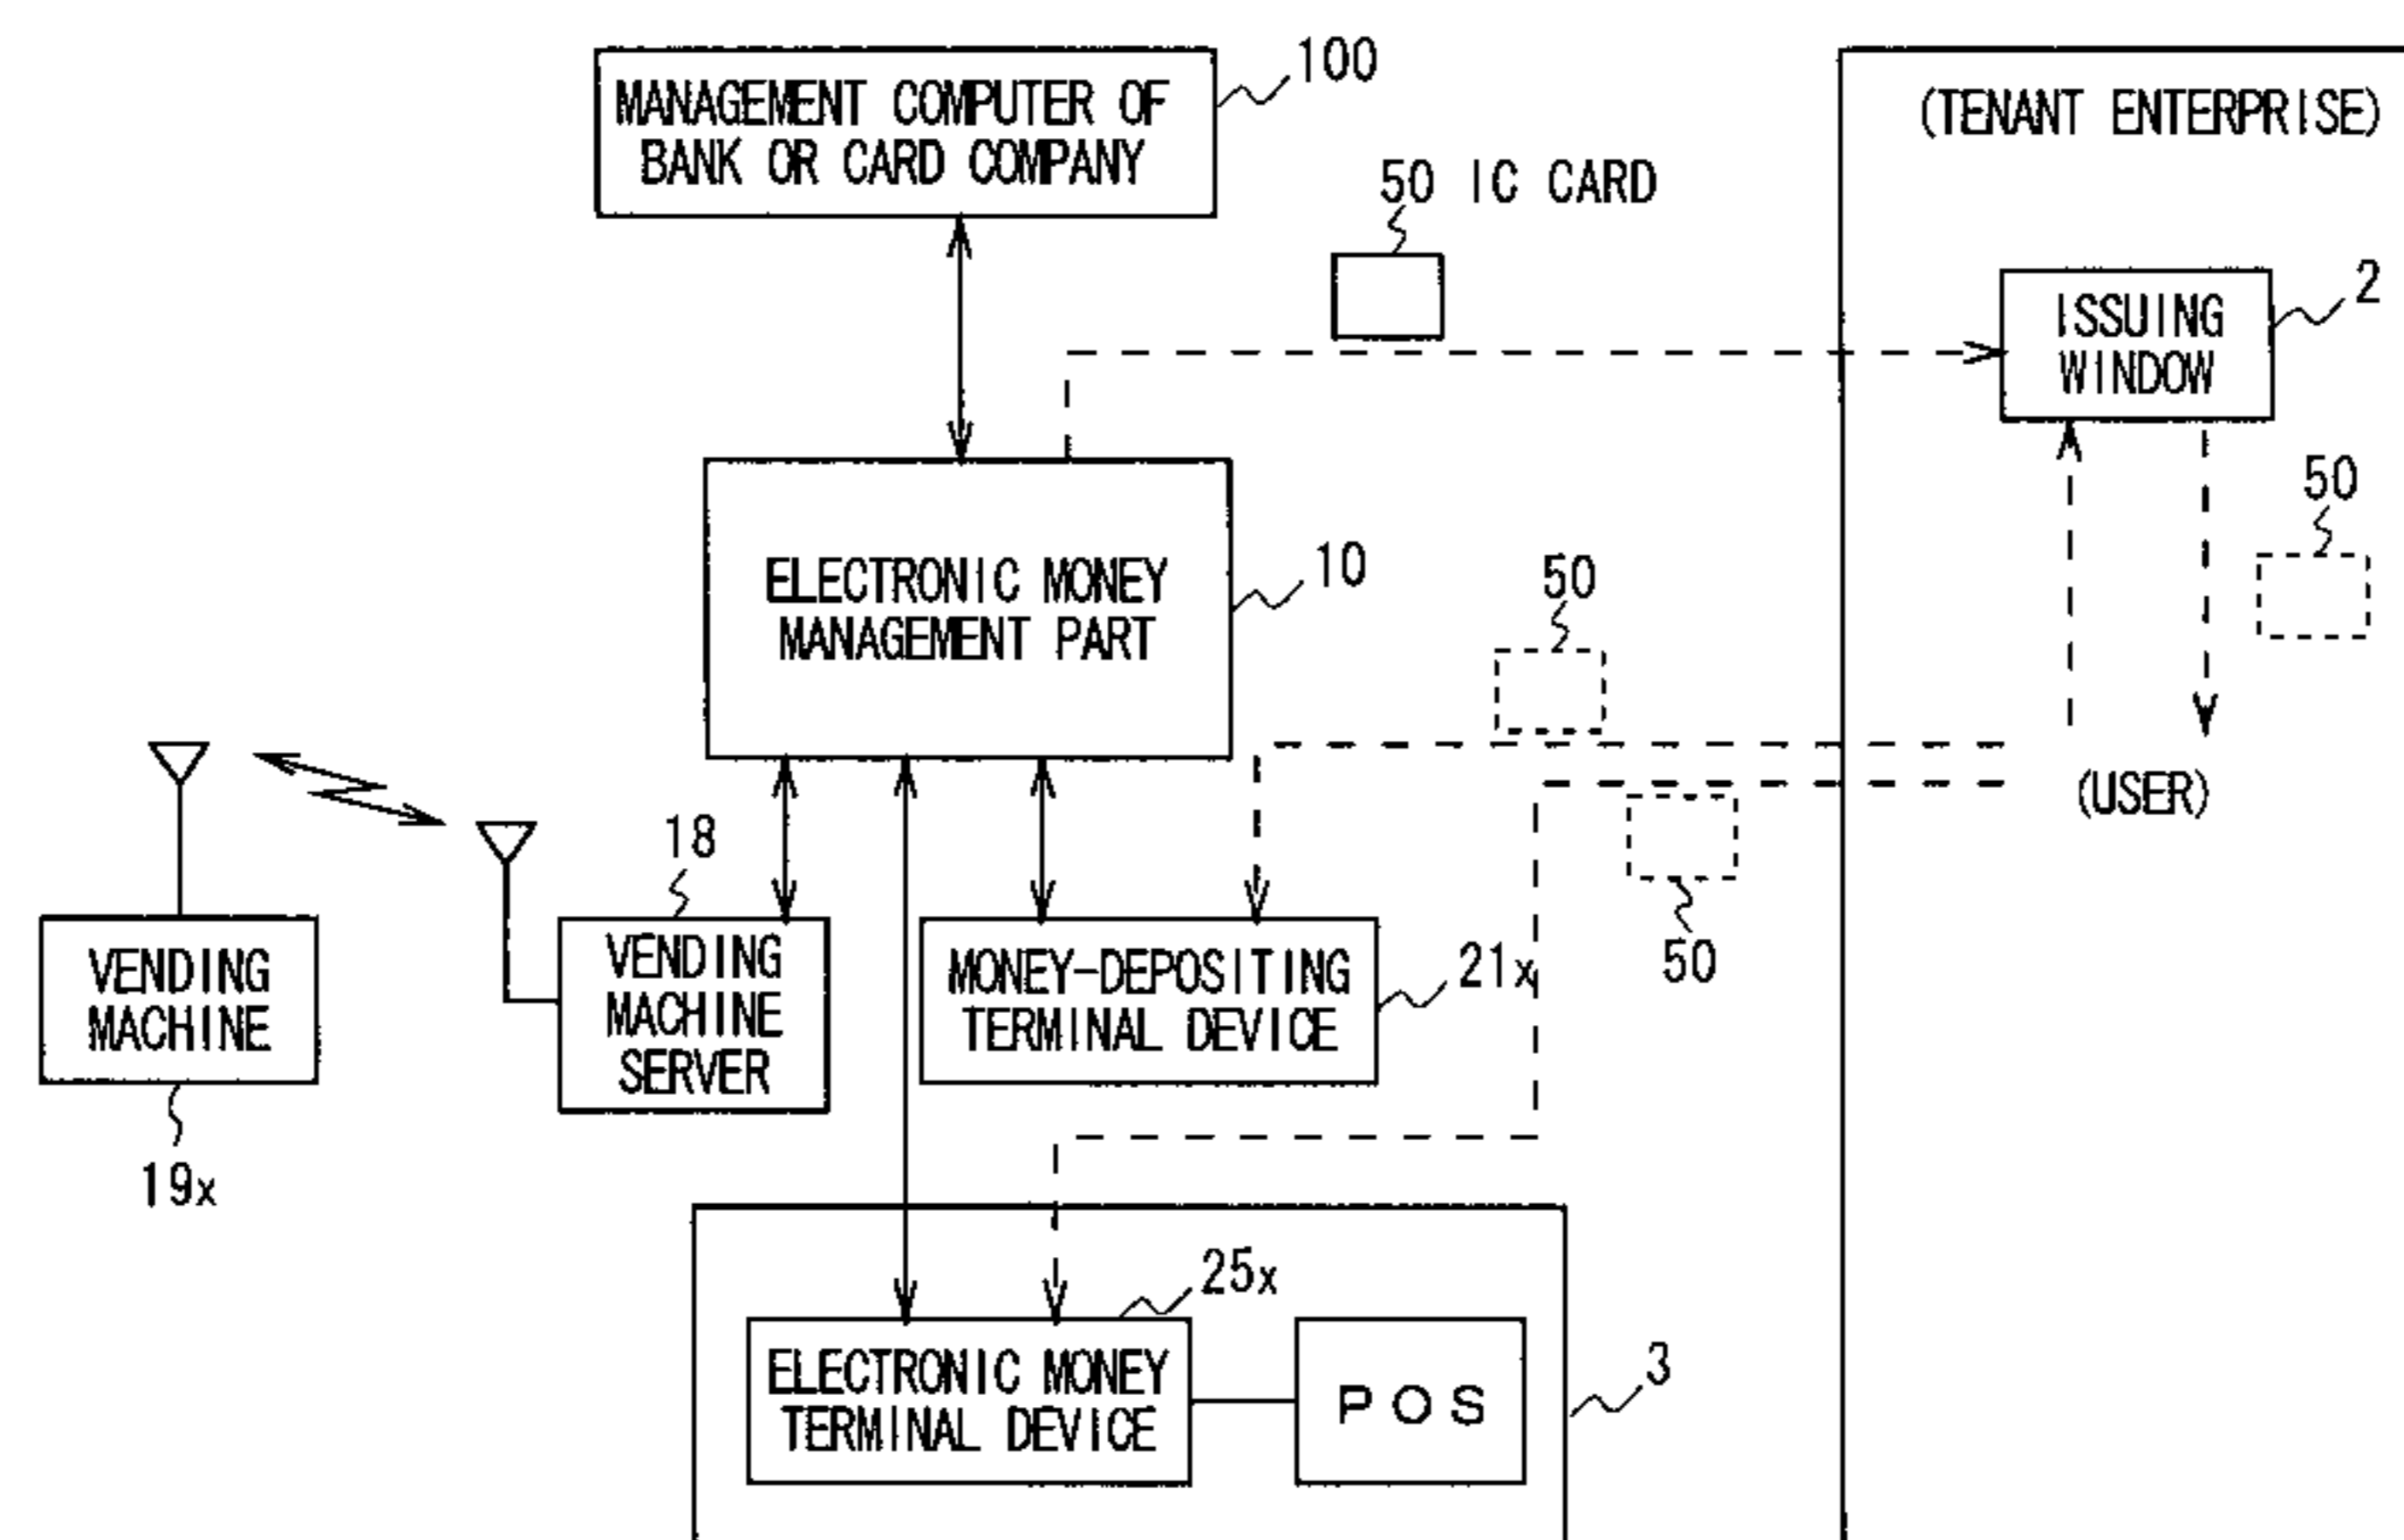 100
MANAGEMENT COMPUTER OF
BANK OR CARD COMPANY
(TENANT ENTERPRISE)
50 IC CARD
2
ISSUING
WINDOW
50
10
ELECTRONIC MONEY
MANAGEMENT PART
50
(USER)
18
50
VENDING
MACHINE
19x
VENDING
MACHINE
SERVER
MONEY-DEPOSITING
TERMINAL DEVICE
21x
25x
ELECTRONIC MONEY
TERMINAL DEVICE
POS
3